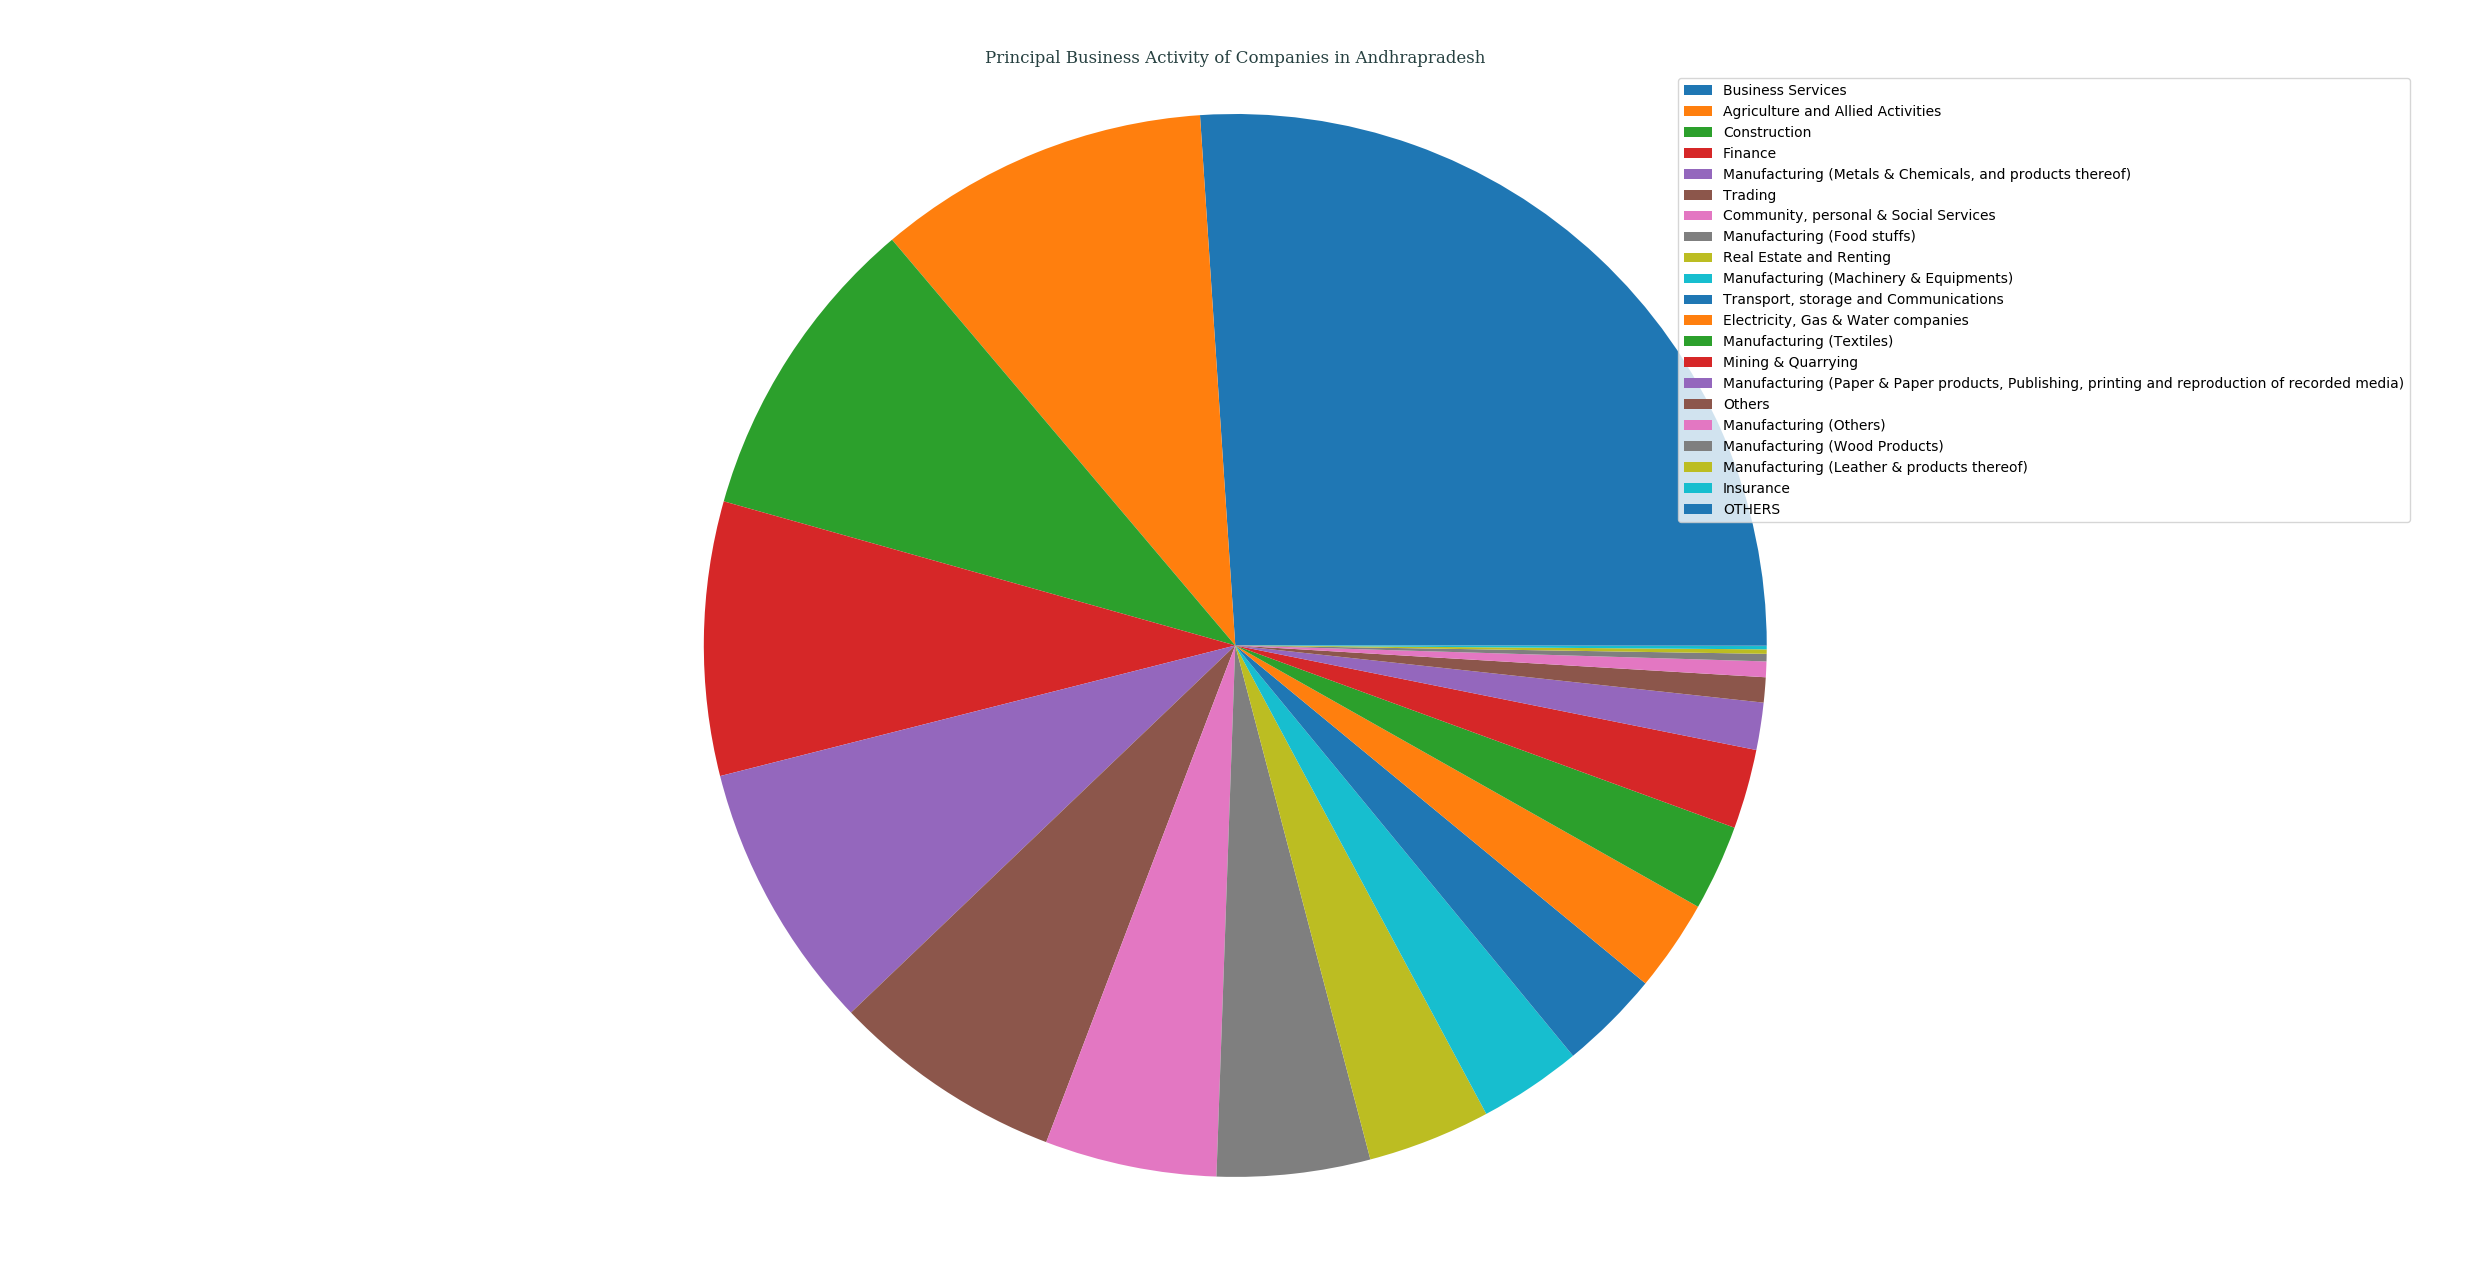 Principal Business Activity of Companies in Andhrapradesh
Business Services
Agriculture and Allied Activities
Construction
Finance
Manufacturing (Metals & Chemicals, and products thereof)
Trading
Community, personal & Social Services
Manufacturing (Food stuffs)
Real Estate and Renting
Manufacturing (Machinery & Equipments)
Transport, storage and Communications
Electricity, Gas & Water companies
Manufacturing (Textiles)
Mining & Quarrying
Manufacturing (Paper & Paper products, Publishing, printing and reproduction of recorded media)
Others
Manufacturing (Others)
Manufacturing (Wood Products)
Manufacturing (Leather & products thereof)
Insurance
OTHERS